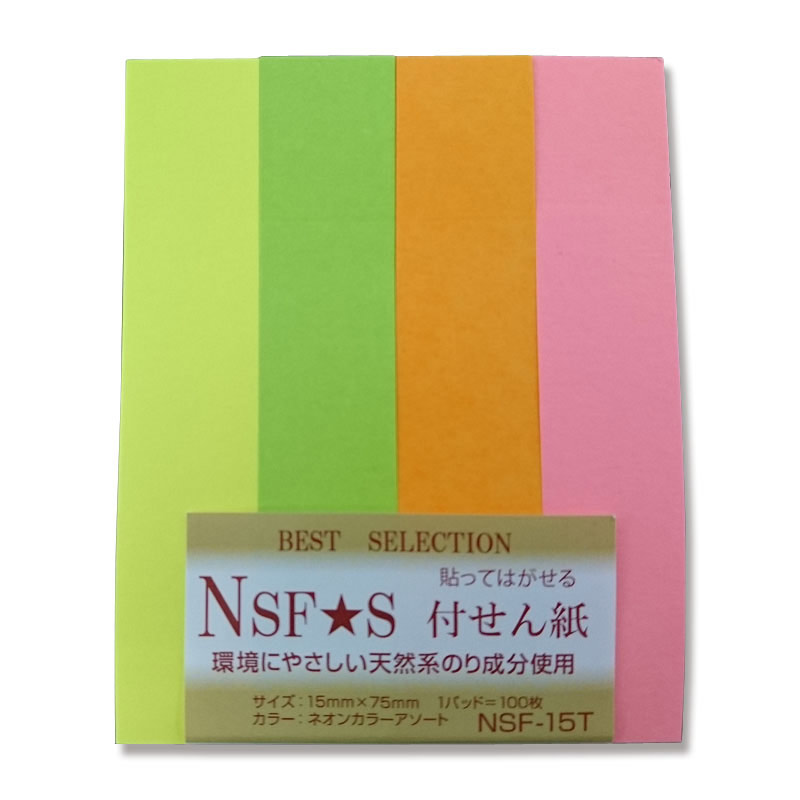 BEST SELECTION
貼ってはがせる
NSF★S 付せん紙
環境にやさしい天然系のり成分使用
サイズ:15mm×75mm 1パッド=100枚
カラー:ネオンカラーアソート NSF-15T